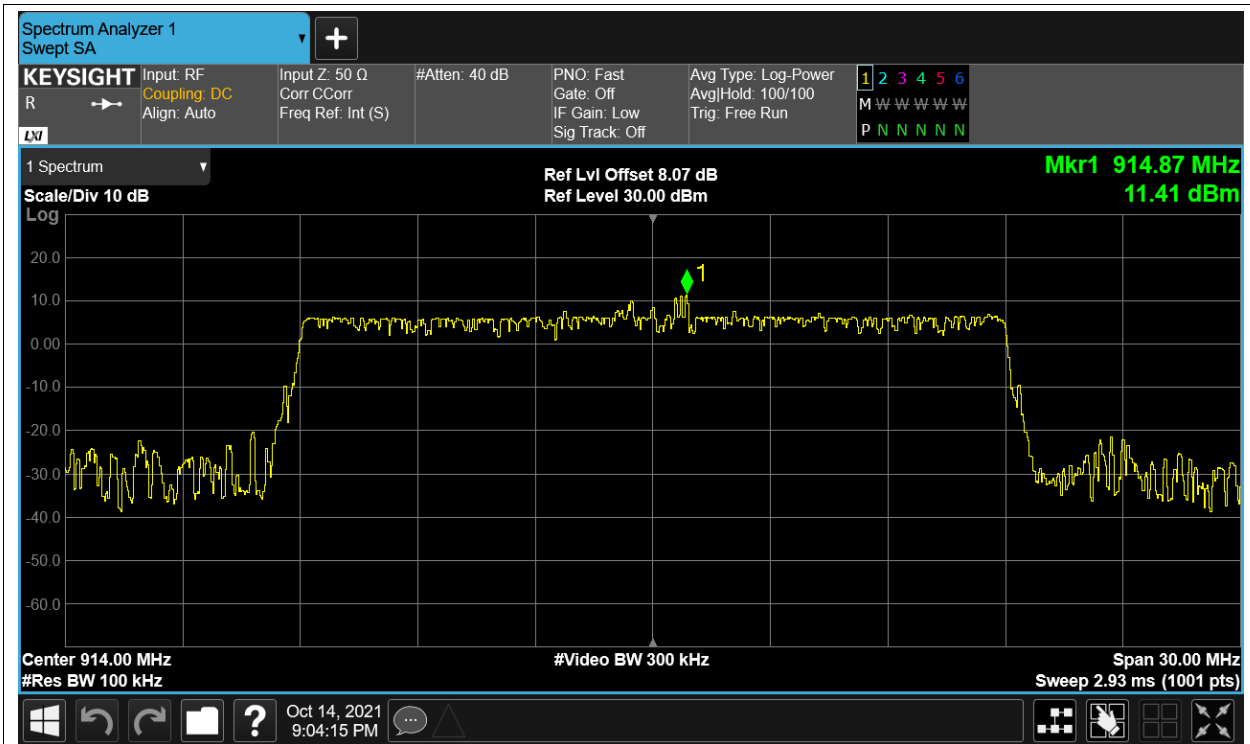 Spectrum Analyzer 1
Swept SA
KEYSIGHT
R
LXI
Input: RF
Coupling: DC
Align: Auto
Input Z: 50 Ω
Corr CCorr
Freq Ref: Int (S)
#Atten: 40 dB
PNO: Fast
Gate: Off
IF Gain: Low
Sig Track: Off
Avg Type: Log-Power
Avg|Hold: 100/100
Trig: Free Run
1 2 3 4 5 6
M W W W W W
P N N N N N
1 Spectrum
Scale/Div 10 dB
Log
Ref Lvl Offset 8.07 dB
Ref Level 30.00 dBm
Mkr1 914.87 MHz
11.41 dBm
1
20.0
10.0
0.00
-10.0
-20.0
-30.0
-40.0
-50.0
-60.0
Center 914.00 MHz
#Res BW 100 kHz
#Video BW 300 kHz
Span 30.00 MHz
Sweep 2.93 ms (1001 pts)
?
Oct 14, 2021
9:04:15 PM